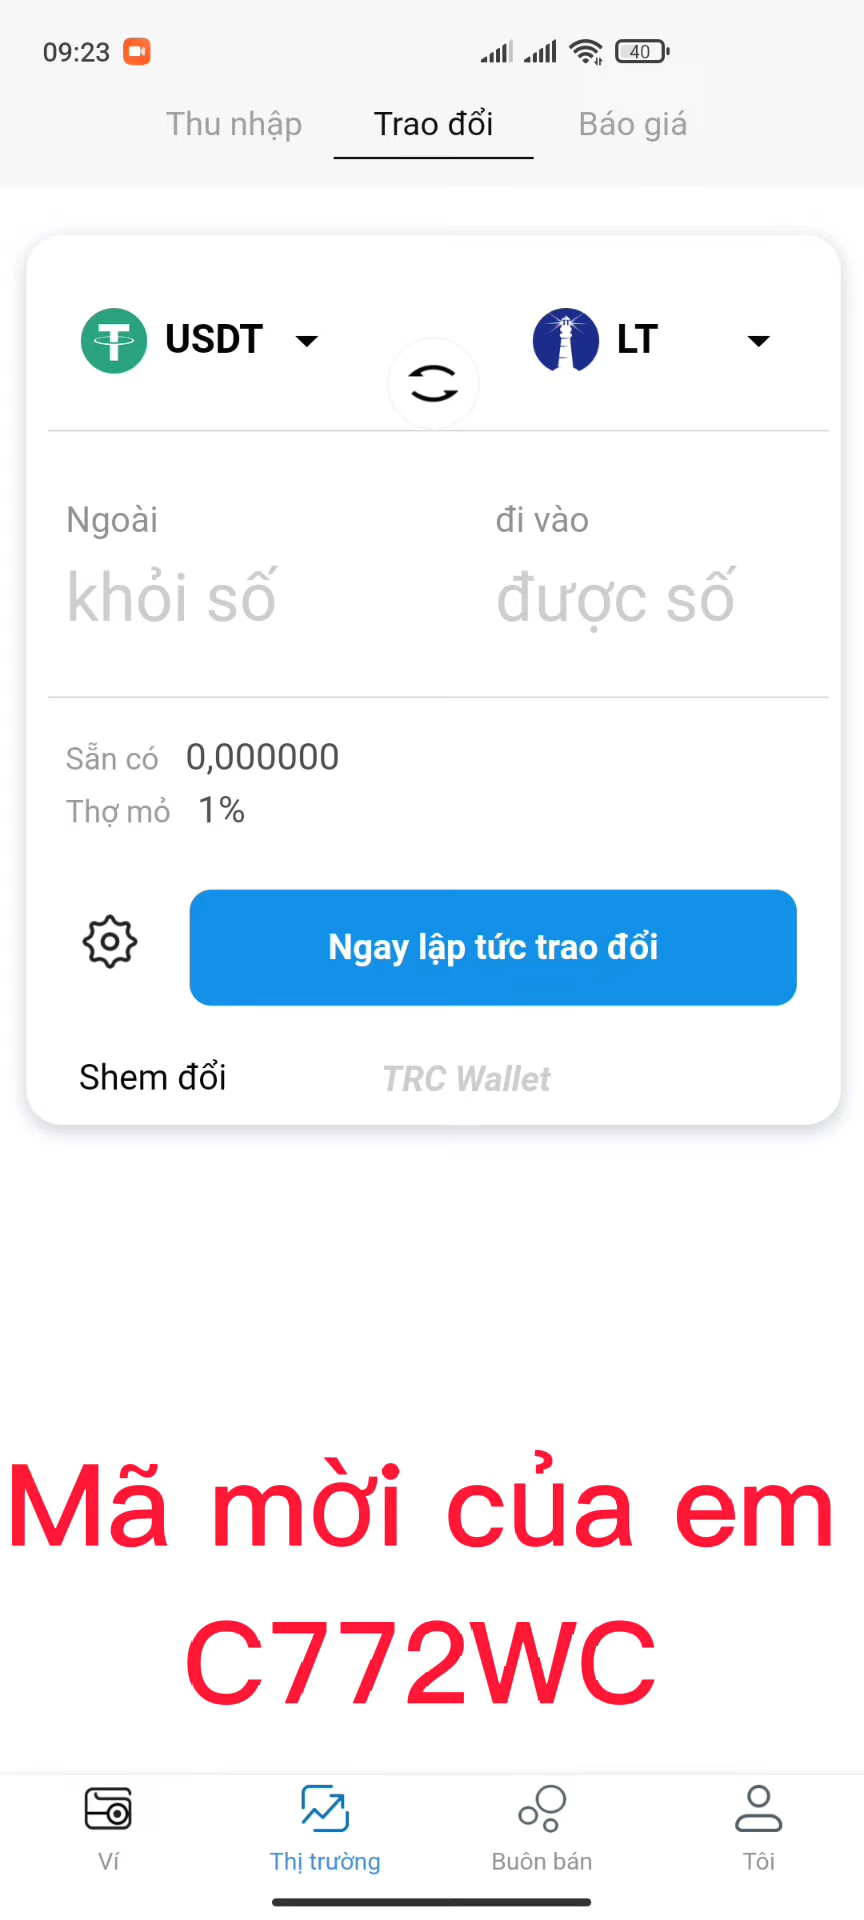 09:23
40
Thu nhập Trao đổi Báo giá
USDT LT
Ngoài đi vào
khỏi số được số
Sẵn có 0,000000
Thợ mỏ 1%
Ngay lập tức trao đổi
Shem đổi TRC Wallet
Mã mời của em
C772WC
Ví Thị trường Buôn bán Tôi